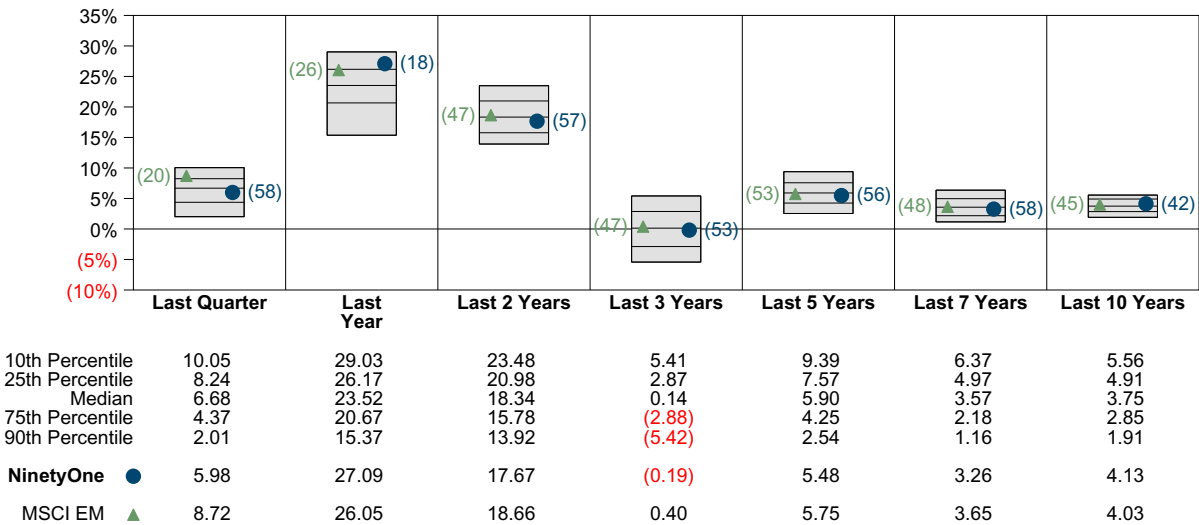 35%
30%
25%
20%
15%
10%
5%
0%
(5%)
(10%)
(20) (58)
(26) (18)
(47) (57)
(47) (53)
(53) (56)
(48) (58)
(45) (42)
Last Quarter Last Year Last 2 Years Last 3 Years Last 5 Years Last 7 Years Last 10 Years
10th Percentile 10.05 29.03 23.48 5.41 9.39 6.37 5.56
25th Percentile 8.24 26.17 20.98 2.87 7.57 4.97 4.91
Median 6.68 23.52 18.34 0.14 5.90 3.57 3.75
75th Percentile 4.37 20.67 15.78 (2.88) 4.25 2.18 2.85
90th Percentile 2.01 15.37 13.92 (5.42) 2.54 1.16 1.91
NinetyOne 5.98 27.09 17.67 (0.19) 5.48 3.26 4.13
MSCI EM 8.72 26.05 18.66 0.40 5.75 3.65 4.03